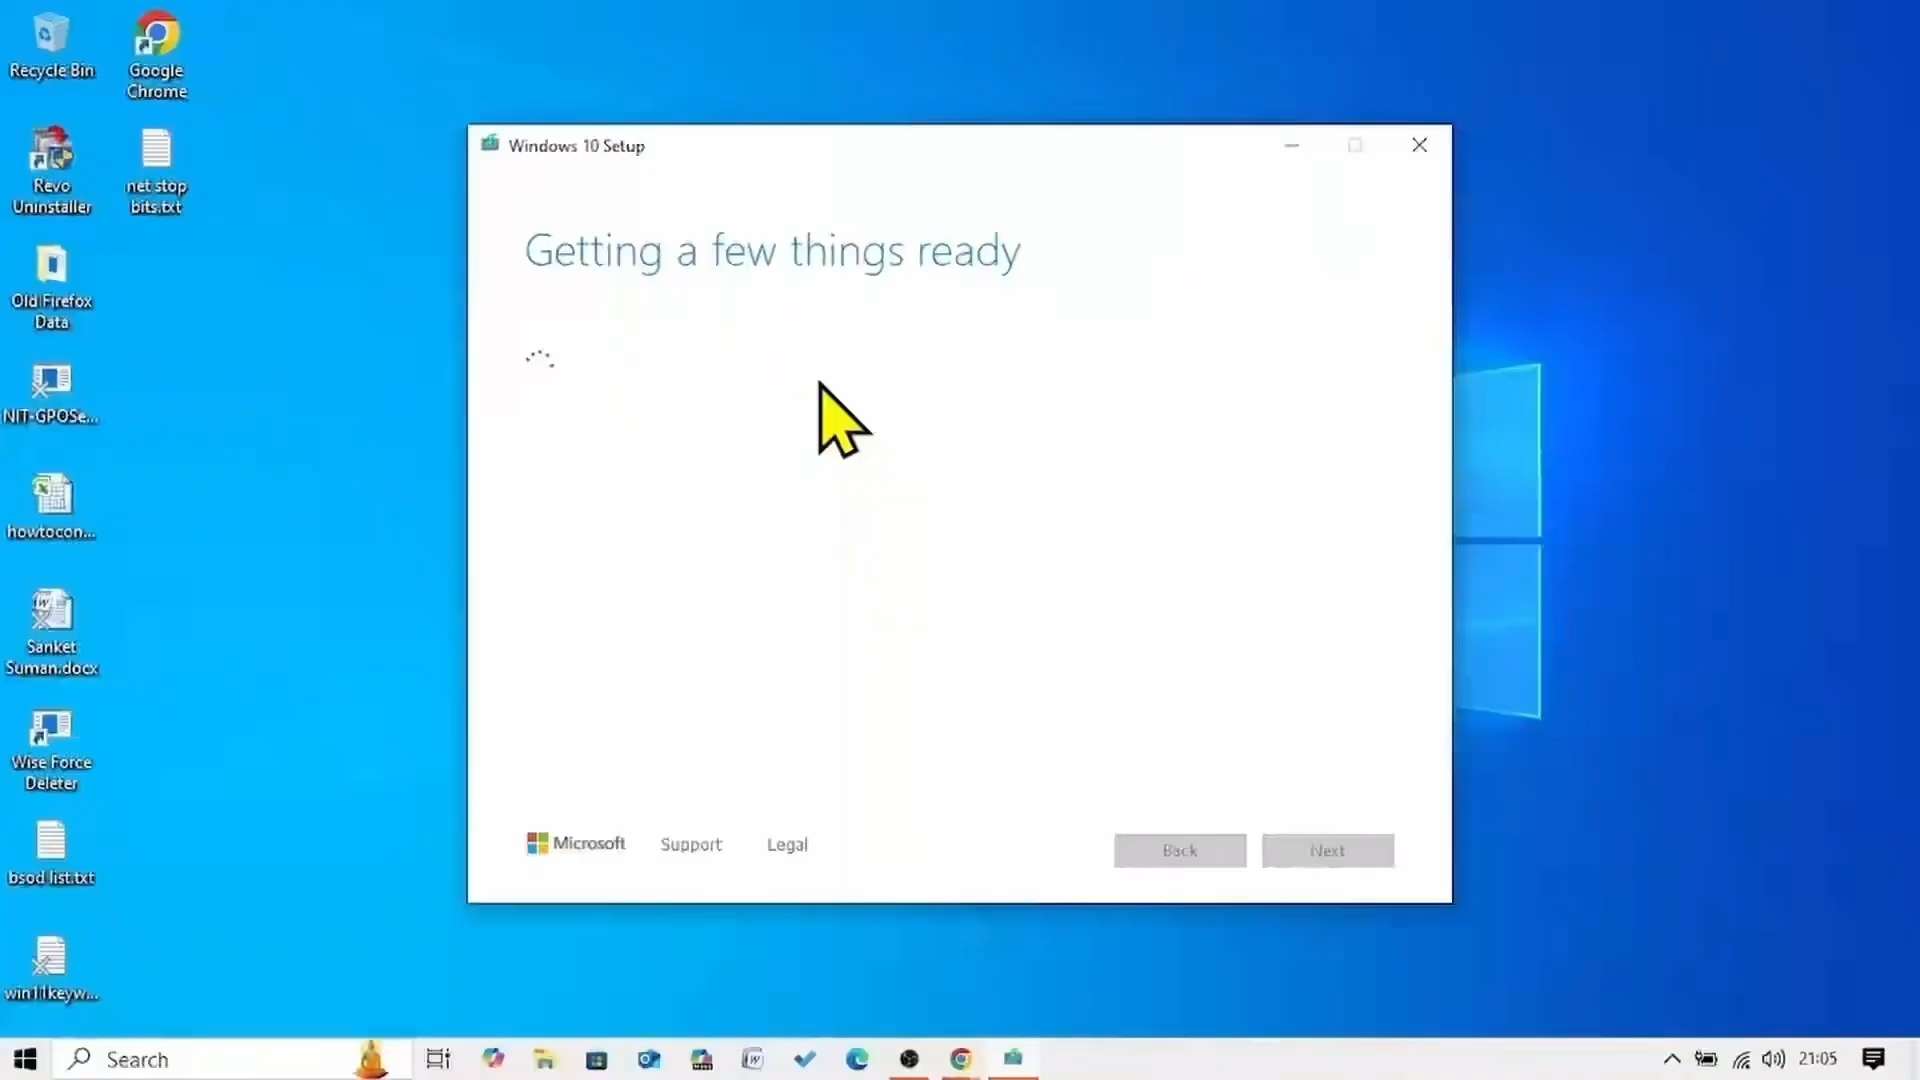 Recycle Bin
Google
Chrome
Revo
Uninstaller
net stop
bits.txt
Old Firefox
Data
NIT-GPOSe...
howtocon...
Sanket
Suman.docx
Wise Force
Deleter
bsod list.txt
win11keyw...
Windows 10 Setup
Getting a few things ready
Microsoft
Support
Legal
Back
Next
Search
21:05